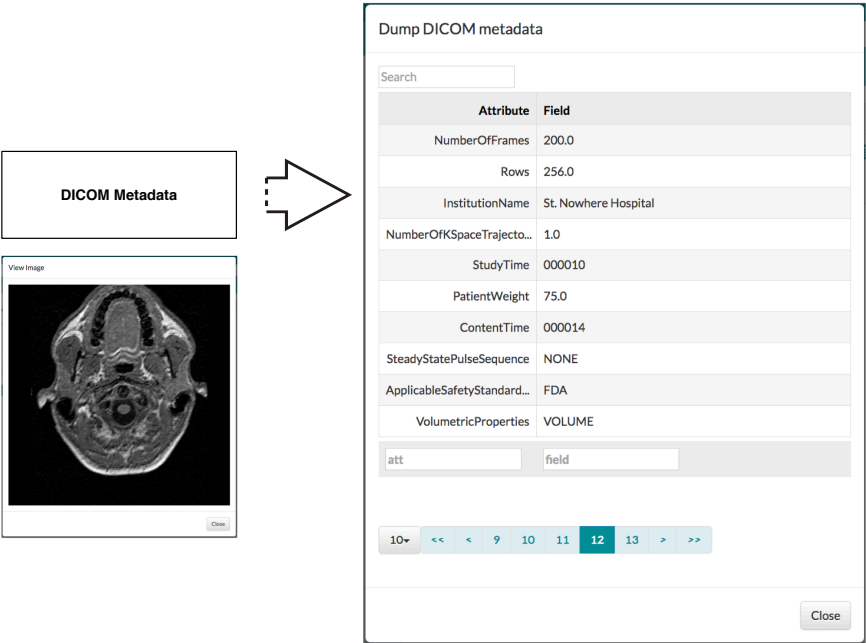 DICOM Metadata
View Image
Close
Dump DICOM metadata
Search
Attribute Field
NumberOfFrames 200.0
Rows 256.0
InstitutionName St. Nowhere Hospital
NumberOfKSpaceTrajecto... 1.0
StudyTime 000010
PatientWeight 75.0
ContentTime 000014
SteadyStatePulseSequence NONE
ApplicableSafetyStandard... FDA
VolumetricProperties VOLUME
att field
10 << < 9 10 11 12 13 > >>
Close